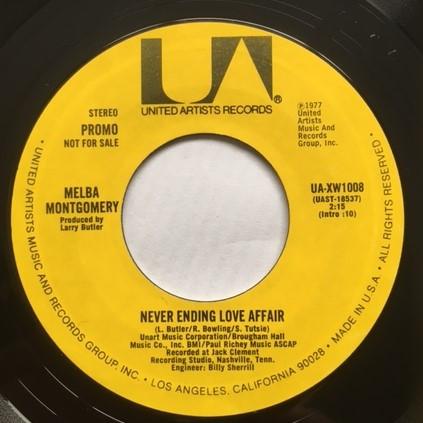 UA
UNITED ARTISTS RECORDS®
STEREO
PROMO
NOT FOR SALE
℗1977
United
Artists
Music And
Records
Group, Inc.
MELBA
MONTGOMERY
Produced by
Larry Butler
UA-XW1008
(UAST-18537)
2:15
(Intro :10)
NEVER ENDING LOVE AFFAIR
(L. Butler/R. Bowling/S. Tutsie)
Unart Music Corporation/Brougham Hall
Music Co., Inc. BMI/Paul Richey Music ASCAP
Recorded at Jack Clement
Recording Studio, Nashville, Tenn.
Engineer: Billy Sherrill
• UNITED ARTISTS MUSIC AND RECORDS GROUP, INC. • LOS ANGELES, CALIFORNIA 90028 • MADE IN U.S.A. • ALL RIGHTS RESERVED •